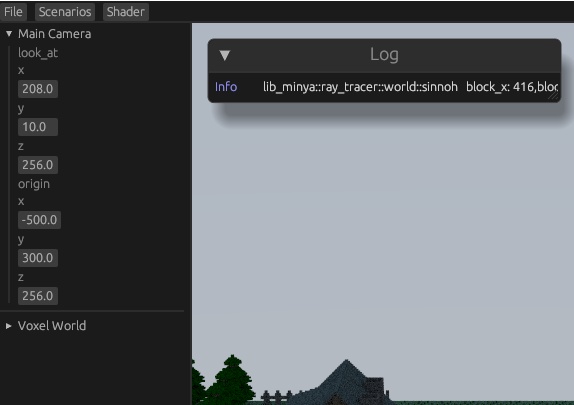 File Scenarios Shader
Main Camera
look_at
x
208.0
y
10.0
z
256.0
origin
x
-500.0
y
300.0
z
256.0
Voxel World
Log
Info lib_minya::ray_tracer::world::sinnoh block_x: 416,bloc